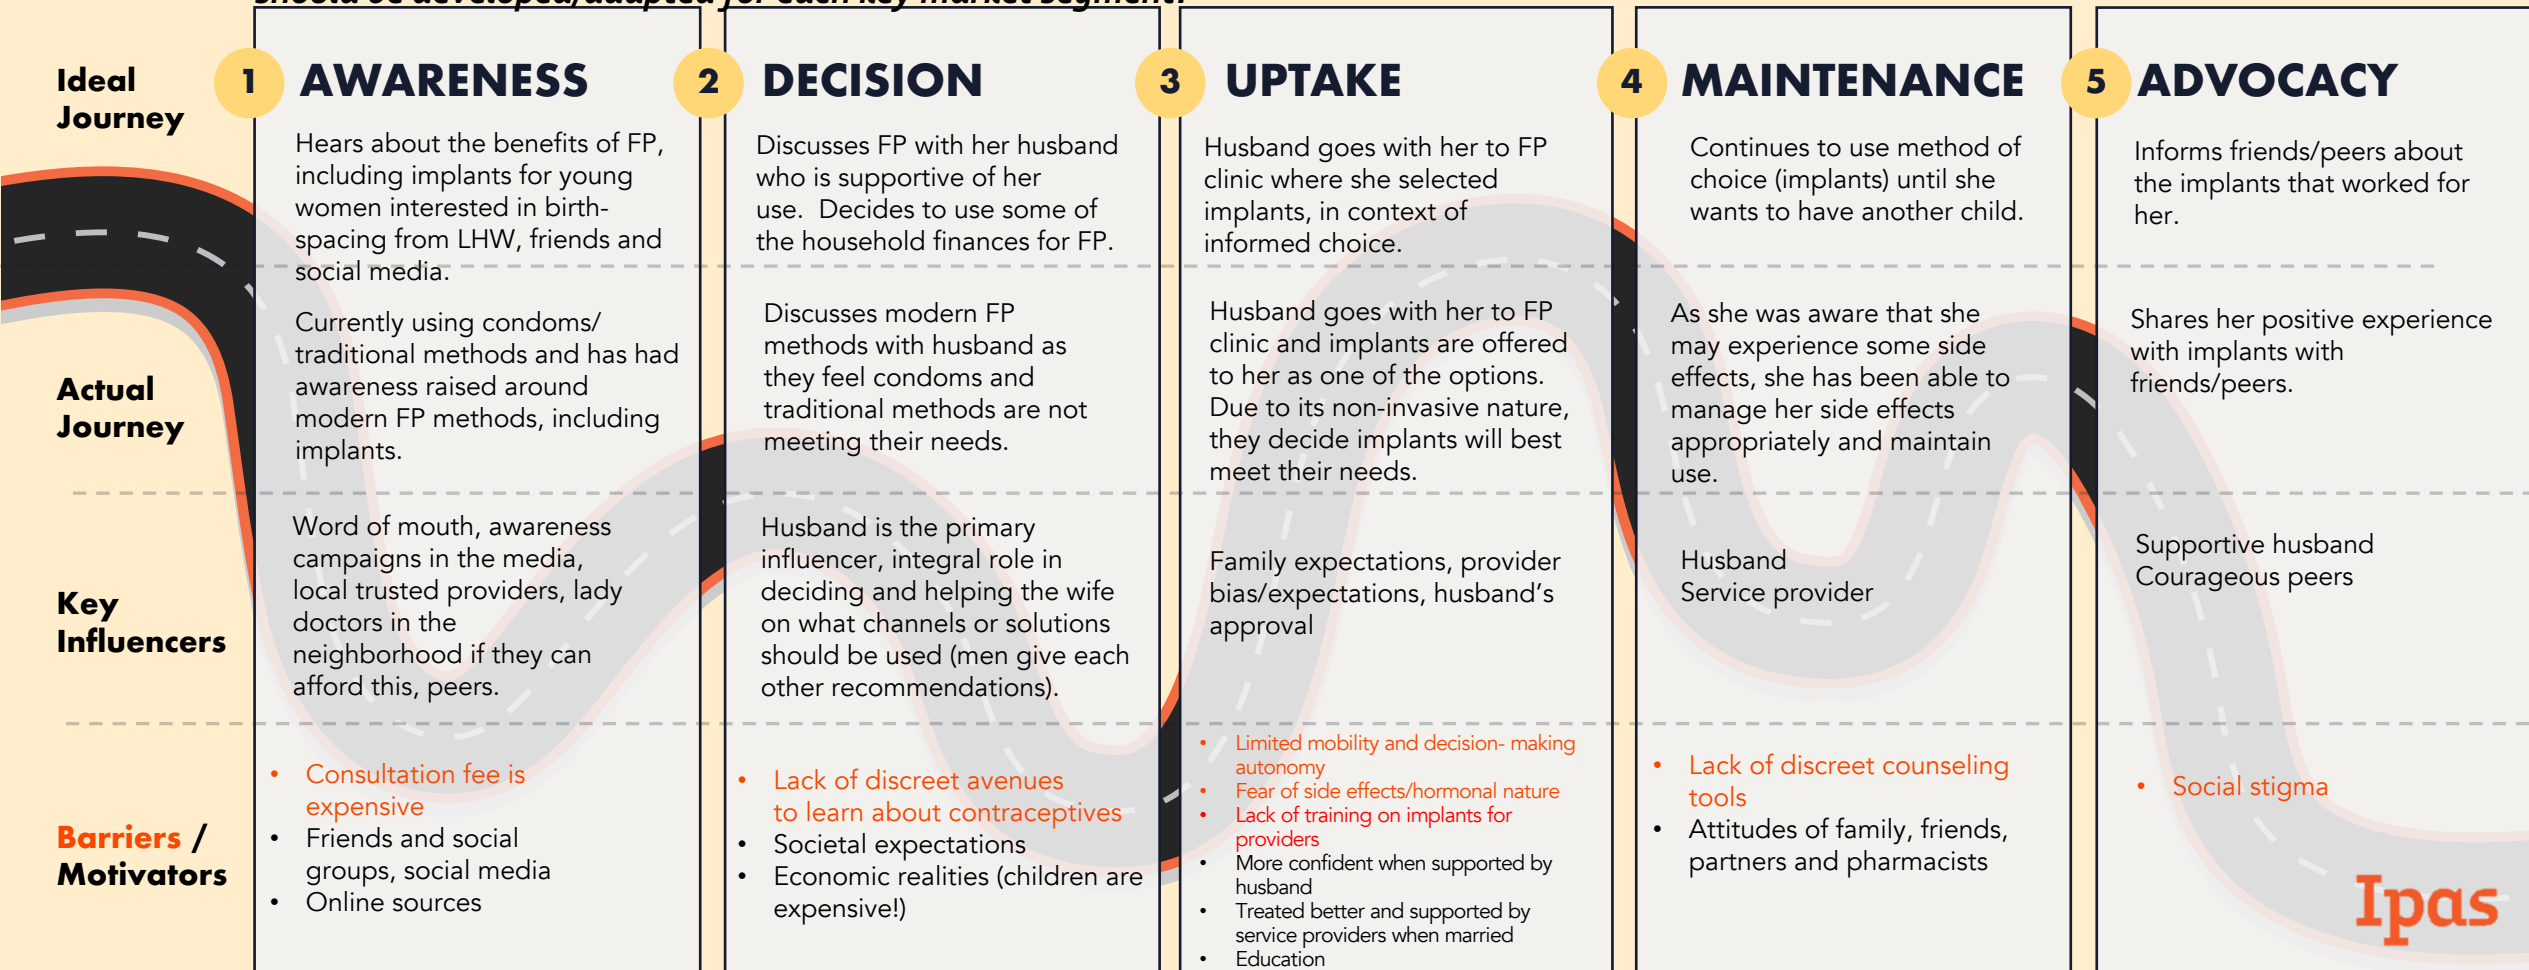 should be developed/adapted for each key market segment.
Ideal
Journey
1 AWARENESS
2 DECISION
3 UPTAKE
4 MAINTENANCE
5 ADVOCACY
Hears about the benefits of FP,
including implants for young
women interested in birth-
spacing from LHW, friends and
social media.
Discusses FP with her husband
who is supportive of her
use. Decides to use some of
the household finances for FP.
Husband goes with her to FP
clinic where she selected
implants, in context of
informed choice.
Continues to use method of
choice (implants) until she
wants to have another child.
Informs friends/peers about
the implants that worked for
her.
Actual
Journey
Currently using condoms/
traditional methods and has had
awareness raised around
modern FP methods, including
implants.
Discusses modern FP
methods with husband as
they feel condoms and
traditional methods are not
meeting their needs.
Husband goes with her to FP
clinic and implants are offered
to her as one of the options.
Due to its non-invasive nature,
they decide implants will best
meet their needs.
As she was aware that she
may experience some side
effects, she has been able to
manage her side effects
appropriately and maintain
use.
Shares her positive experience
with implants with
friends/peers.
Key
Influencers
Word of mouth, awareness
campaigns in the media,
local trusted providers, lady
doctors in the
neighborhood if they can
afford this, peers.
Husband is the primary
influencer, integral role in
deciding and helping the wife
on what channels or solutions
should be used (men give each
other recommendations).
Family expectations, provider
bias/expectations, husband's
approval
Husband
Service provider
Supportive husband
Courageous peers
Barriers /
Motivators
• Consultation fee is
expensive
• Friends and social
groups, social media
• Online sources
• Lack of discreet avenues
to learn about contraceptives
• Societal expectations
• Economic realities (children are
expensive!)
• Limited mobility and decision- making
autonomy
• Fear of side effects/hormonal nature
• Lack of training on implants for
providers
• More confident when supported by
husband
• Treated better and supported by
service providers when married
• Education
• Lack of discreet counseling
tools
• Attitudes of family, friends,
partners and pharmacists
• Social stigma
Ipas